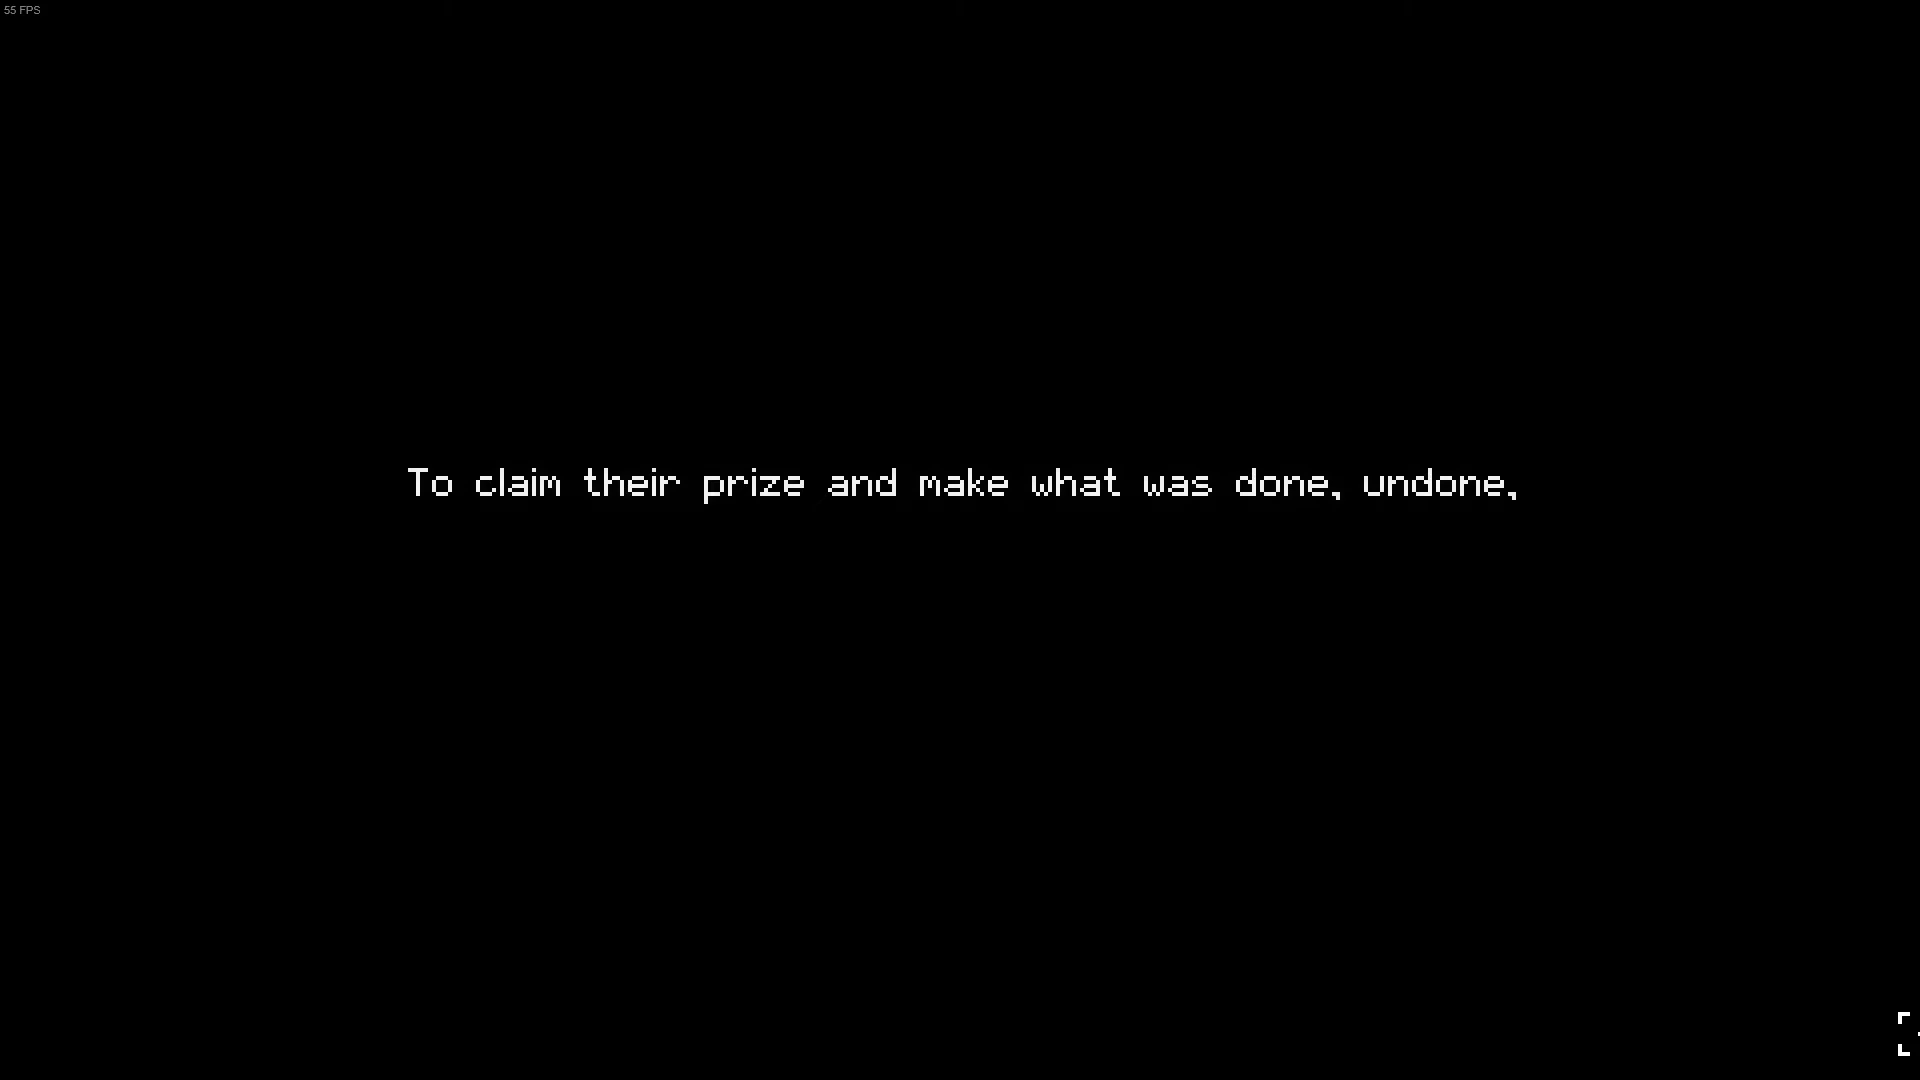 55 FPS
To claim their prize and make what was done, undone,